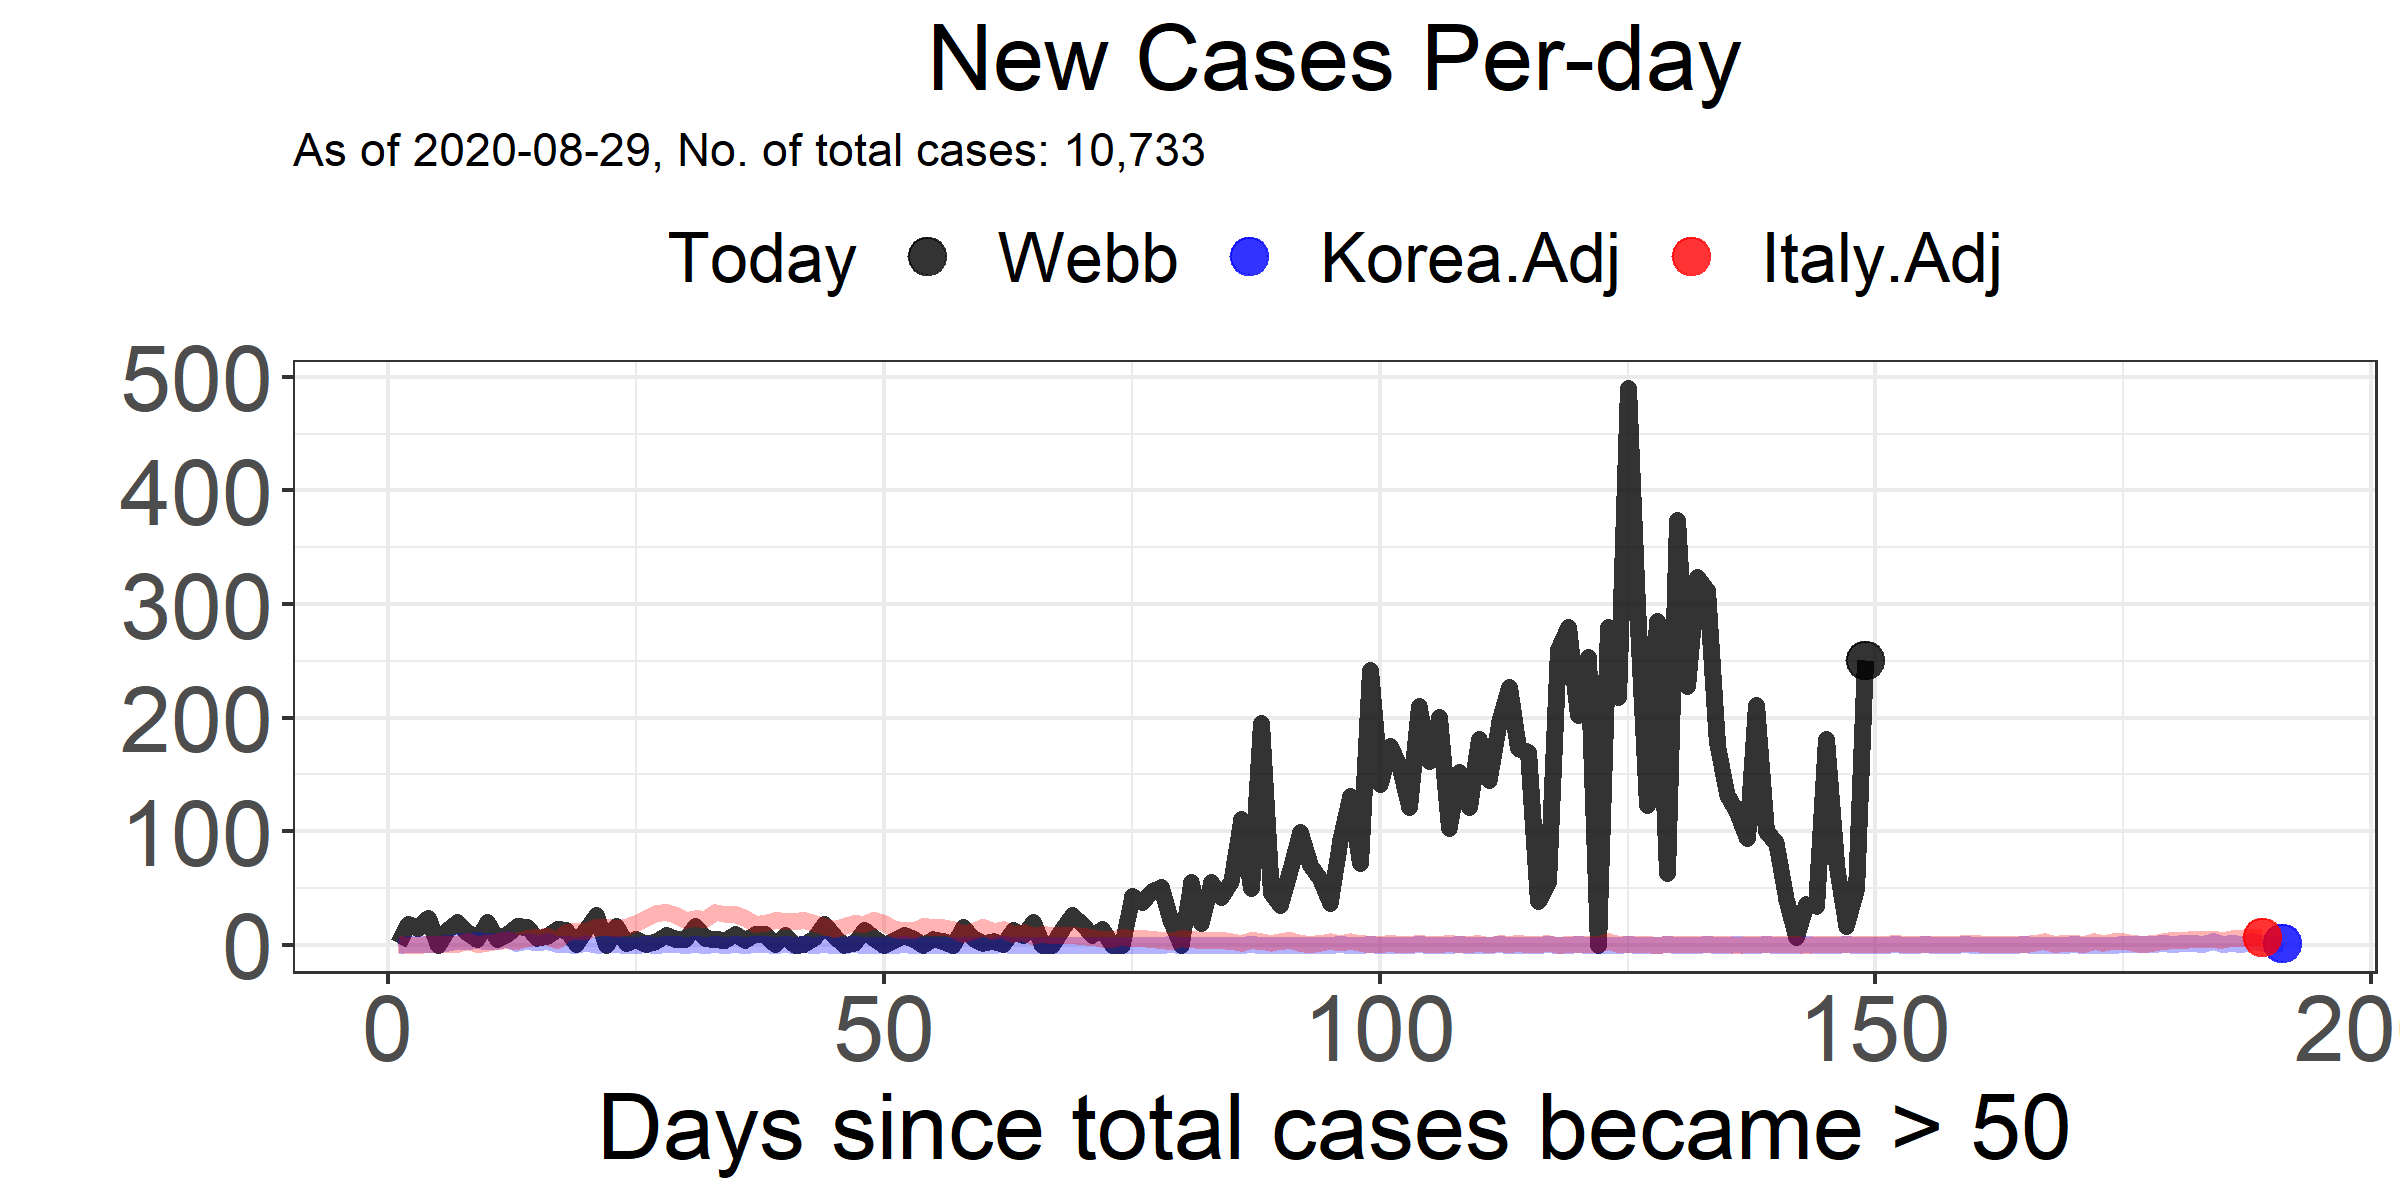 New Cases Per-day
As of 2020-08-29, No. of total cases: 10,733
Today Webb Korea.Adj Italy.Adj
500
400
300
200
100
0
0 50 100 150 20
Days since total cases became > 50